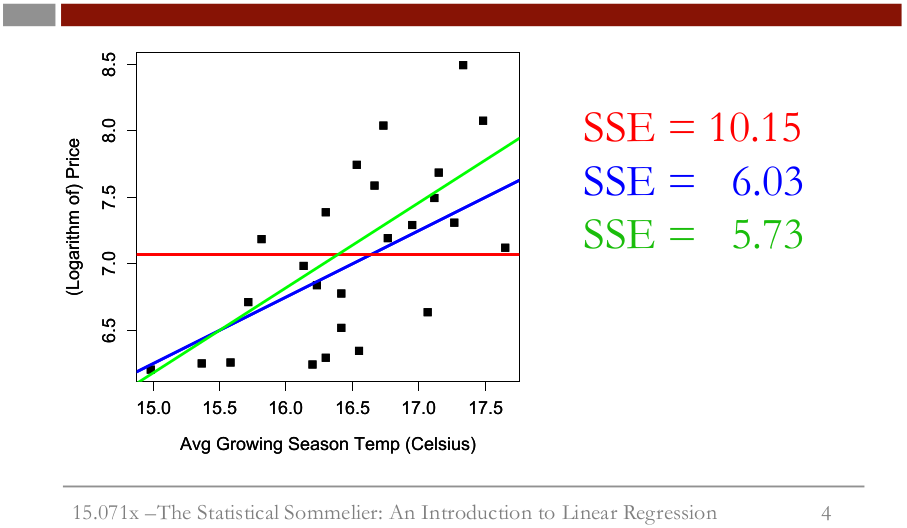 8.5
8.0
7.5
7.0
6.5
(Logarithm of) Price
15.0 15.5 16.0 16.5 17.0 17.5
Avg Growing Season Temp (Celsius)
SSE = 10.15
SSE = 6.03
SSE = 5.73
15.071x –The Statistical Sommelier: An Introduction to Linear Regression 4